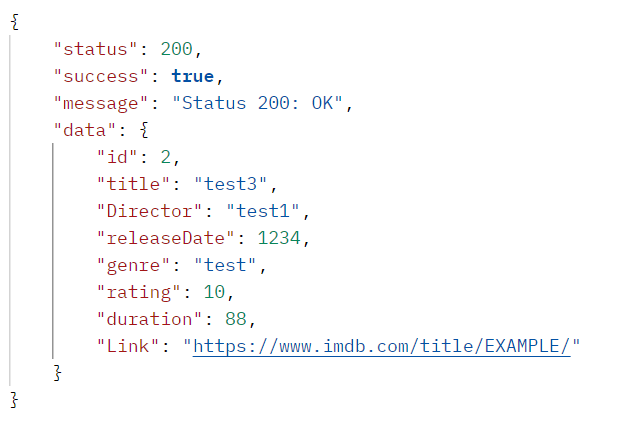 {
    "status": 200,
    "success": true,
    "message": "Status 200: OK",
    "data": {
        "id": 2,
        "title": "test3",
        "Director": "test1",
        "releaseDate": 1234,
        "genre": "test",
        "rating": 10,
        "duration": 88,
        "Link": "https://www.imdb.com/title/EXAMPLE/"
    }
}